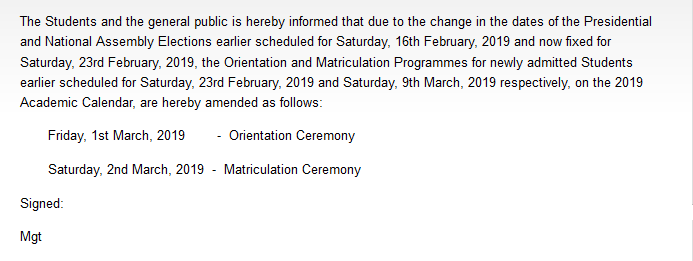 The Students and the general public is hereby informed that due to the change in the dates of the Presidential
and National Assembly Elections earlier scheduled for Saturday, 16th February, 2019 and now fixed for
Saturday, 23rd February, 2019, the Orientation and Matriculation Programmes for newly admitted Students
earlier scheduled for Saturday, 23rd February, 2019 and Saturday, 9th March, 2019 respectively, on the 2019
Academic Calendar, are hereby amended as follows:
Friday, 1st March, 2019 - Orientation Ceremony
Saturday, 2nd March, 2019 - Matriculation Ceremony
Signed:
Mgt